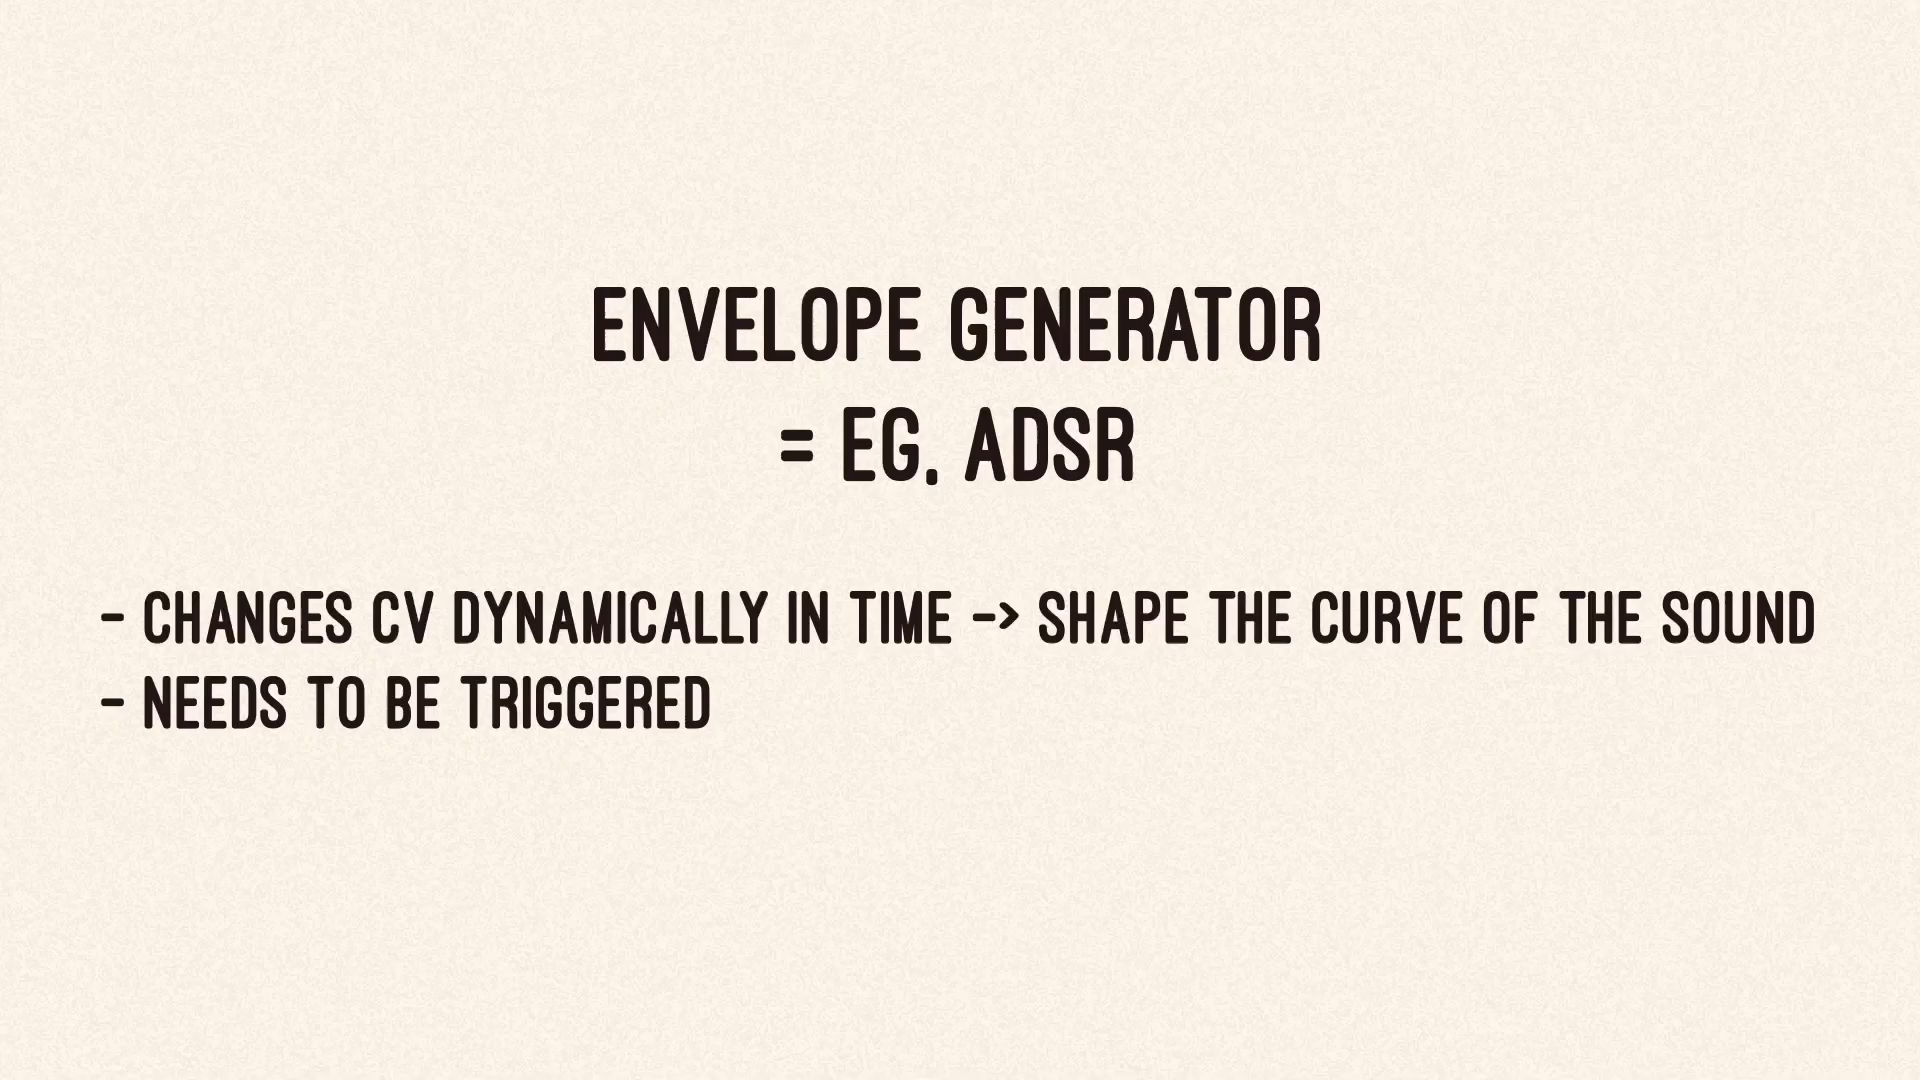 ENVELOPE GENERATOR
= EG, ADSR
- CHANGES CV DYNAMICALLY IN TIME -> SHAPE THE CURVE OF THE SOUND
- NEEDS TO BE TRIGGERED